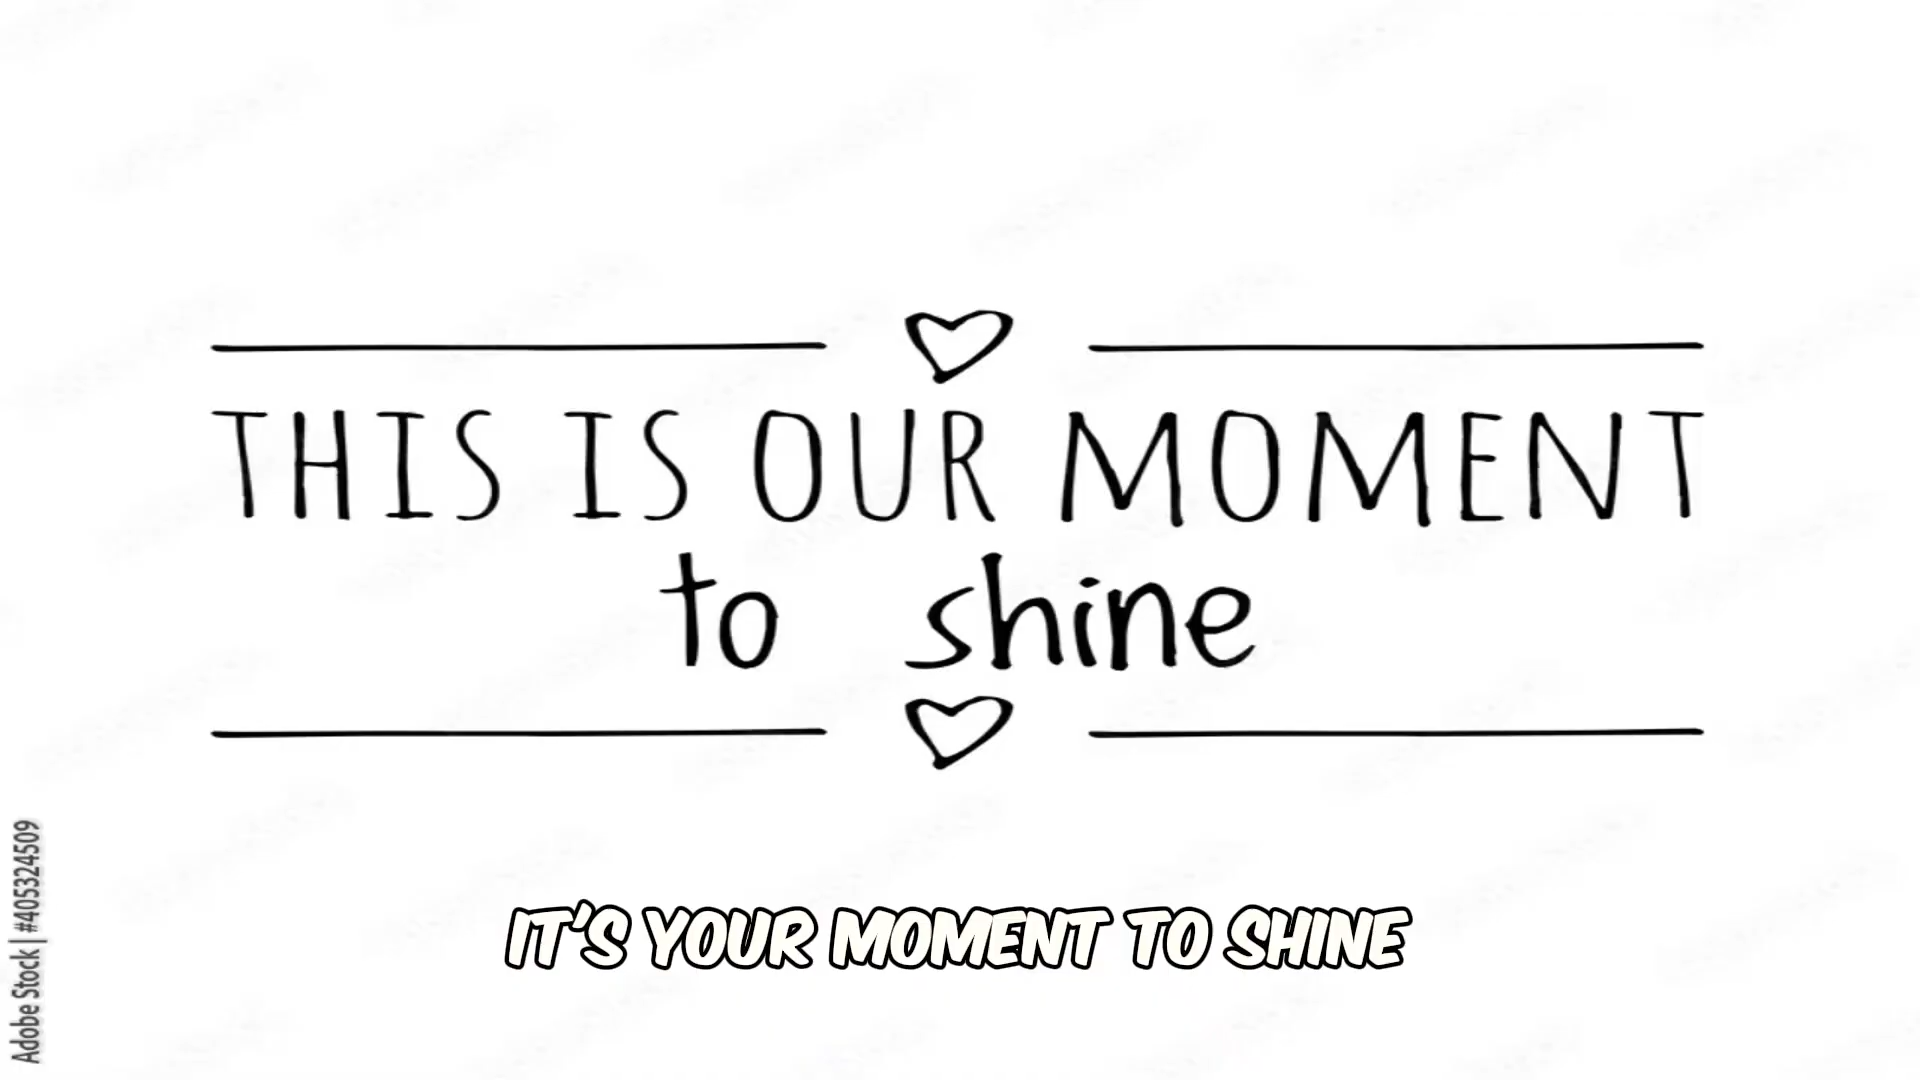 THIS IS OUR MOMENT
to shine
IT'S YOUR MOMENT TO SHINE
Adobe Stock | #405324509